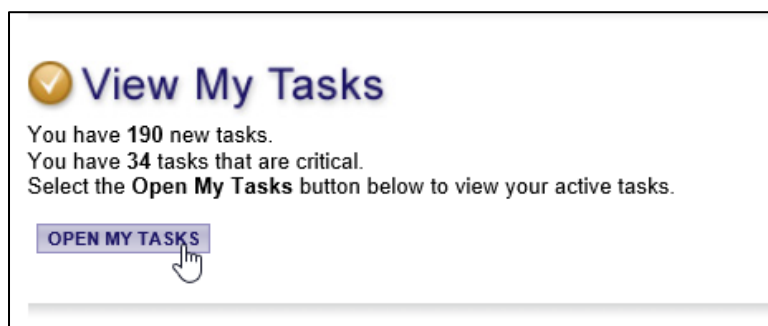 View My Tasks
You have 190 new tasks.
You have 34 tasks that are critical.
Select the Open My Tasks button below to view your active tasks.
OPEN MY TASKS